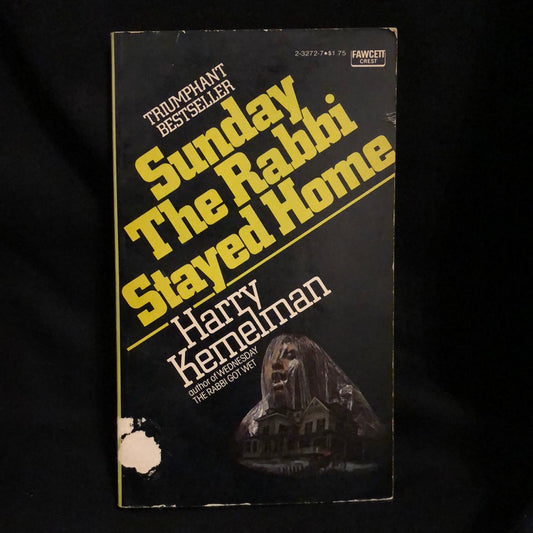 2-3272-7★$1.75
FAWCETT
CREST
TRIUMPHANT
BESTSELLER
Sunday
The Rabbi
Stayed Home
Harry
Kemelman
author of WEDNESDAY
THE RABBI GOT WET